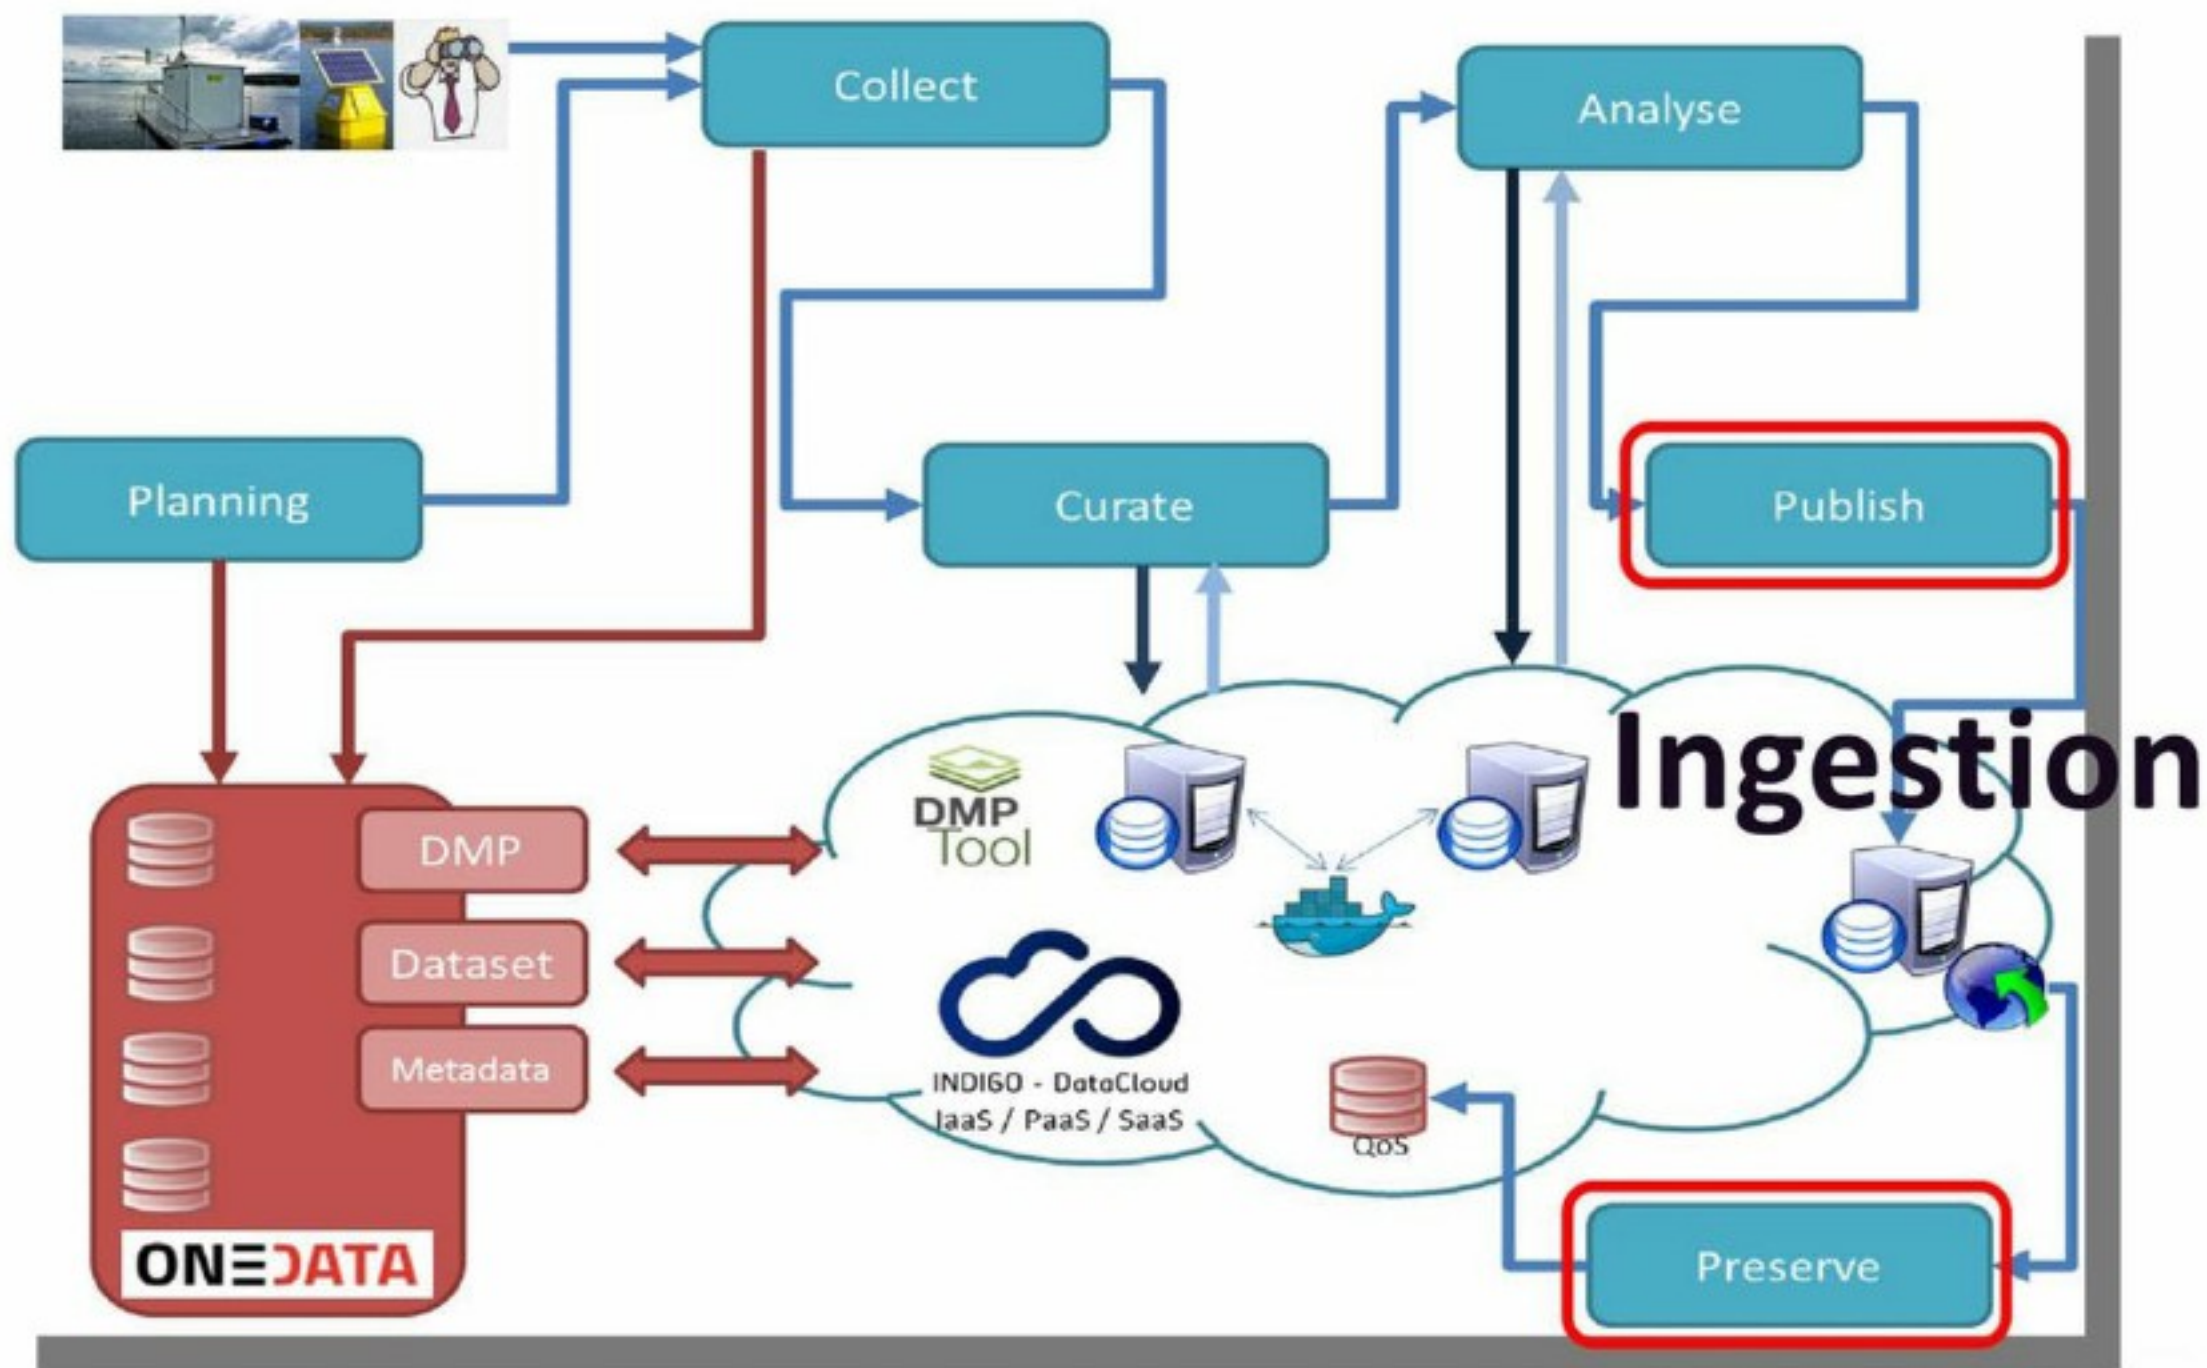 Collect
Analyse
Planning
Curate
Publish
Ingestion
DMP
DMP
Tool
Dataset
Metadata
INDIGO - DataCloud
IaaS / PaaS / SaaS
QoS
ONEDATA
Preserve